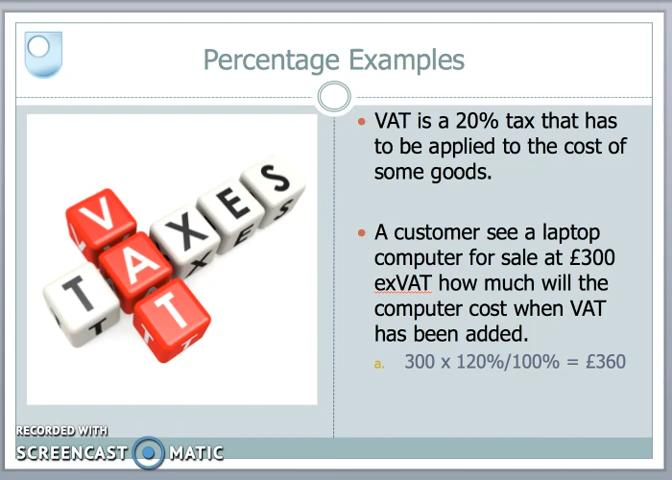 Percentage Examples
VAT is a 20% tax that has
to be applied to the cost of
some goods.
A customer see a laptop
computer for sale at £300
exVAT how much will the
computer cost when VAT
has been added.
a. 300 x 120%/100% = £360
TAXES
VAT
RECORDED WITH
SCREENCAST MATIC